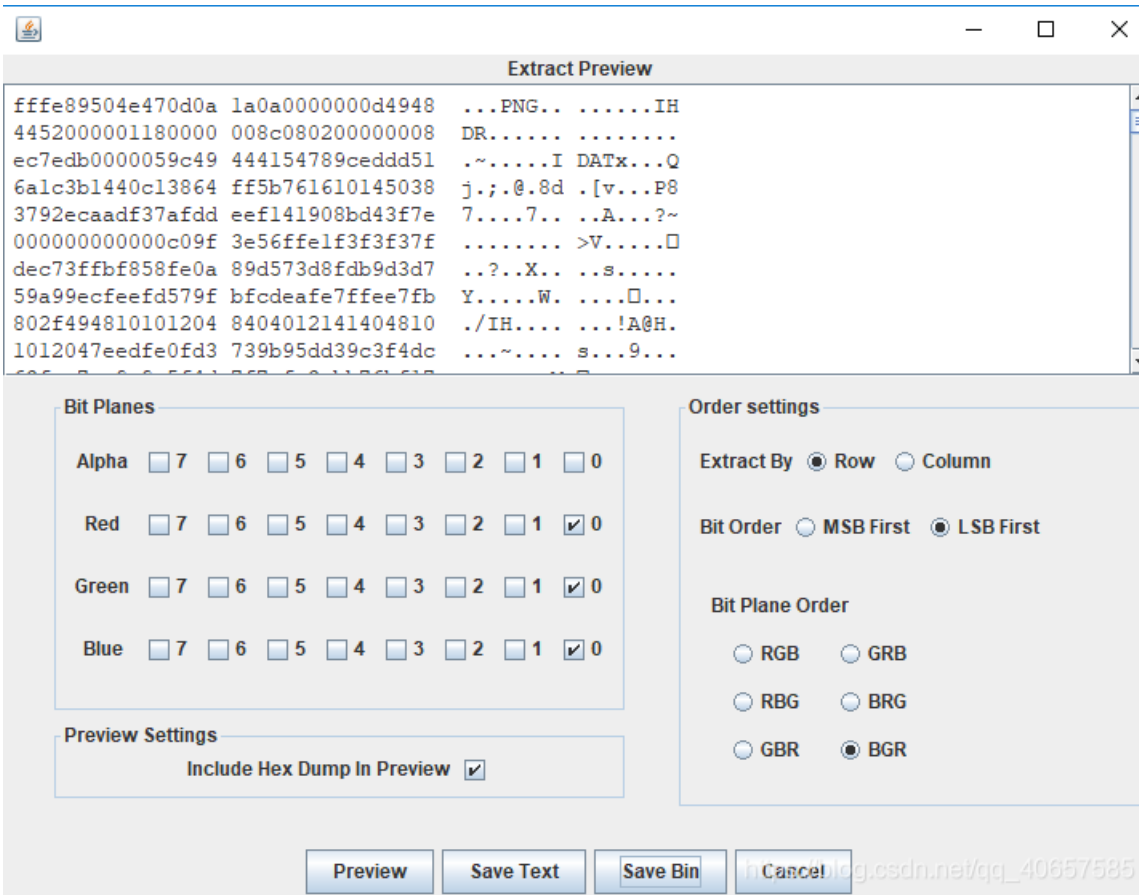 Extract Preview
fffe89504e470d0a 1a0a0000000d4948 ...PNG.. ......IH
4452000001180000 008c080200000008 DR...... ........
ec7edb0000059c49 444154789ceddd51 .~.....I DATx...Q
6a1c3b1440c13864 ff5b761610145038 j.;.@.8d .[v...P8
3792ecaadf37afdd eef141908bd43f7e 7....7.. ..A...?~
000000000000c09f 3e56ffe1f3f3f37f ........ >V.....□
dec73ffbf858fe0a 89d573d8fdb9d3d7 ..?..X.. ..s.....
59a99ecfeefd579f bfcdeafe7ffee7fb Y.....W. ....□...
802f494810101204 8404012141404810 ./IH.... ...!A@H.
1012047eedfe0fd3 739b95dd39c3f4dc ...~.... s...9...
Bit Planes
Alpha 7 6 5 4 3 2 1 0
Red 7 6 5 4 3 2 1 0
Green 7 6 5 4 3 2 1 0
Blue 7 6 5 4 3 2 1 0
Preview Settings
Include Hex Dump In Preview
Order settings
Extract By Row Column
Bit Order MSB First LSB First
Bit Plane Order
RGB GRB
RBG BRG
GBR BGR
Preview Save Text Save Bin Cancel
https://blog.csdn.net/qq_40657585